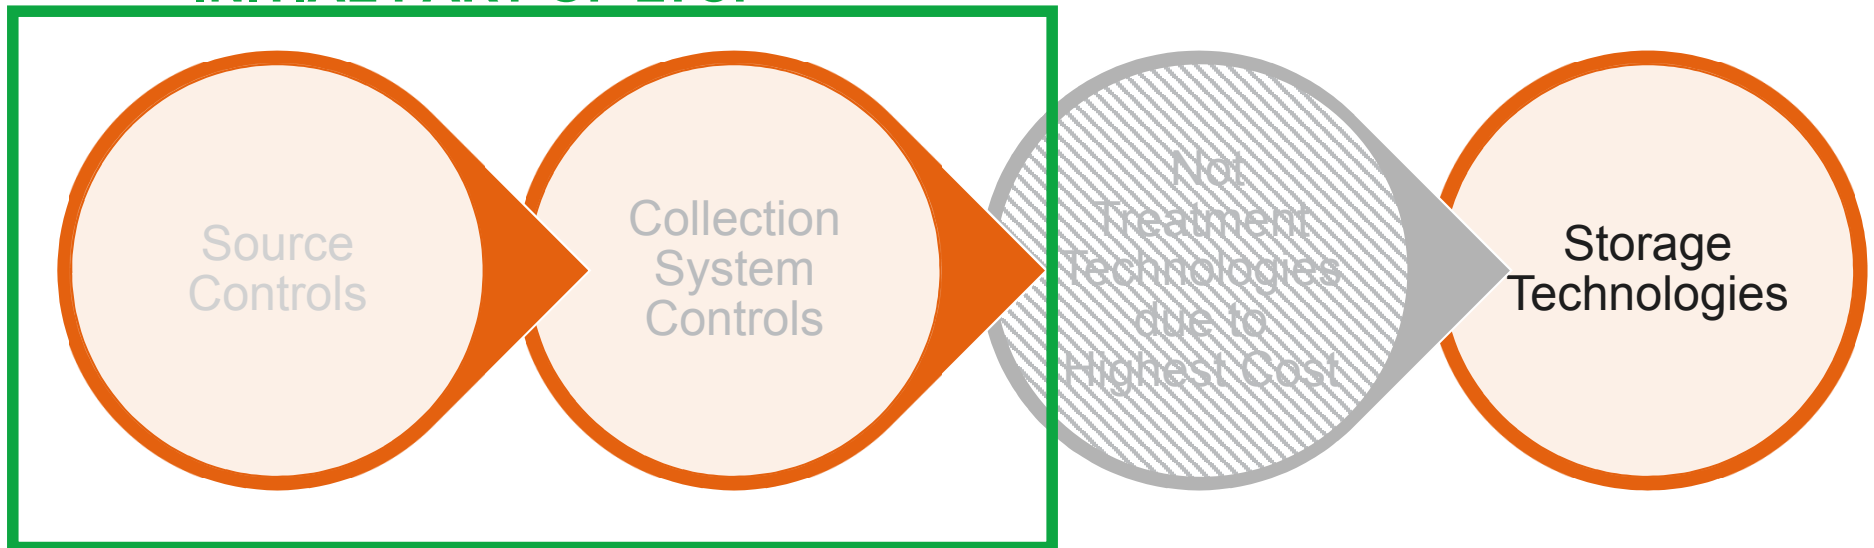 Source
Controls
Collection
System
Controls
Not
Treatment
Technologies
due to
Highest Cost
Storage
Technologies